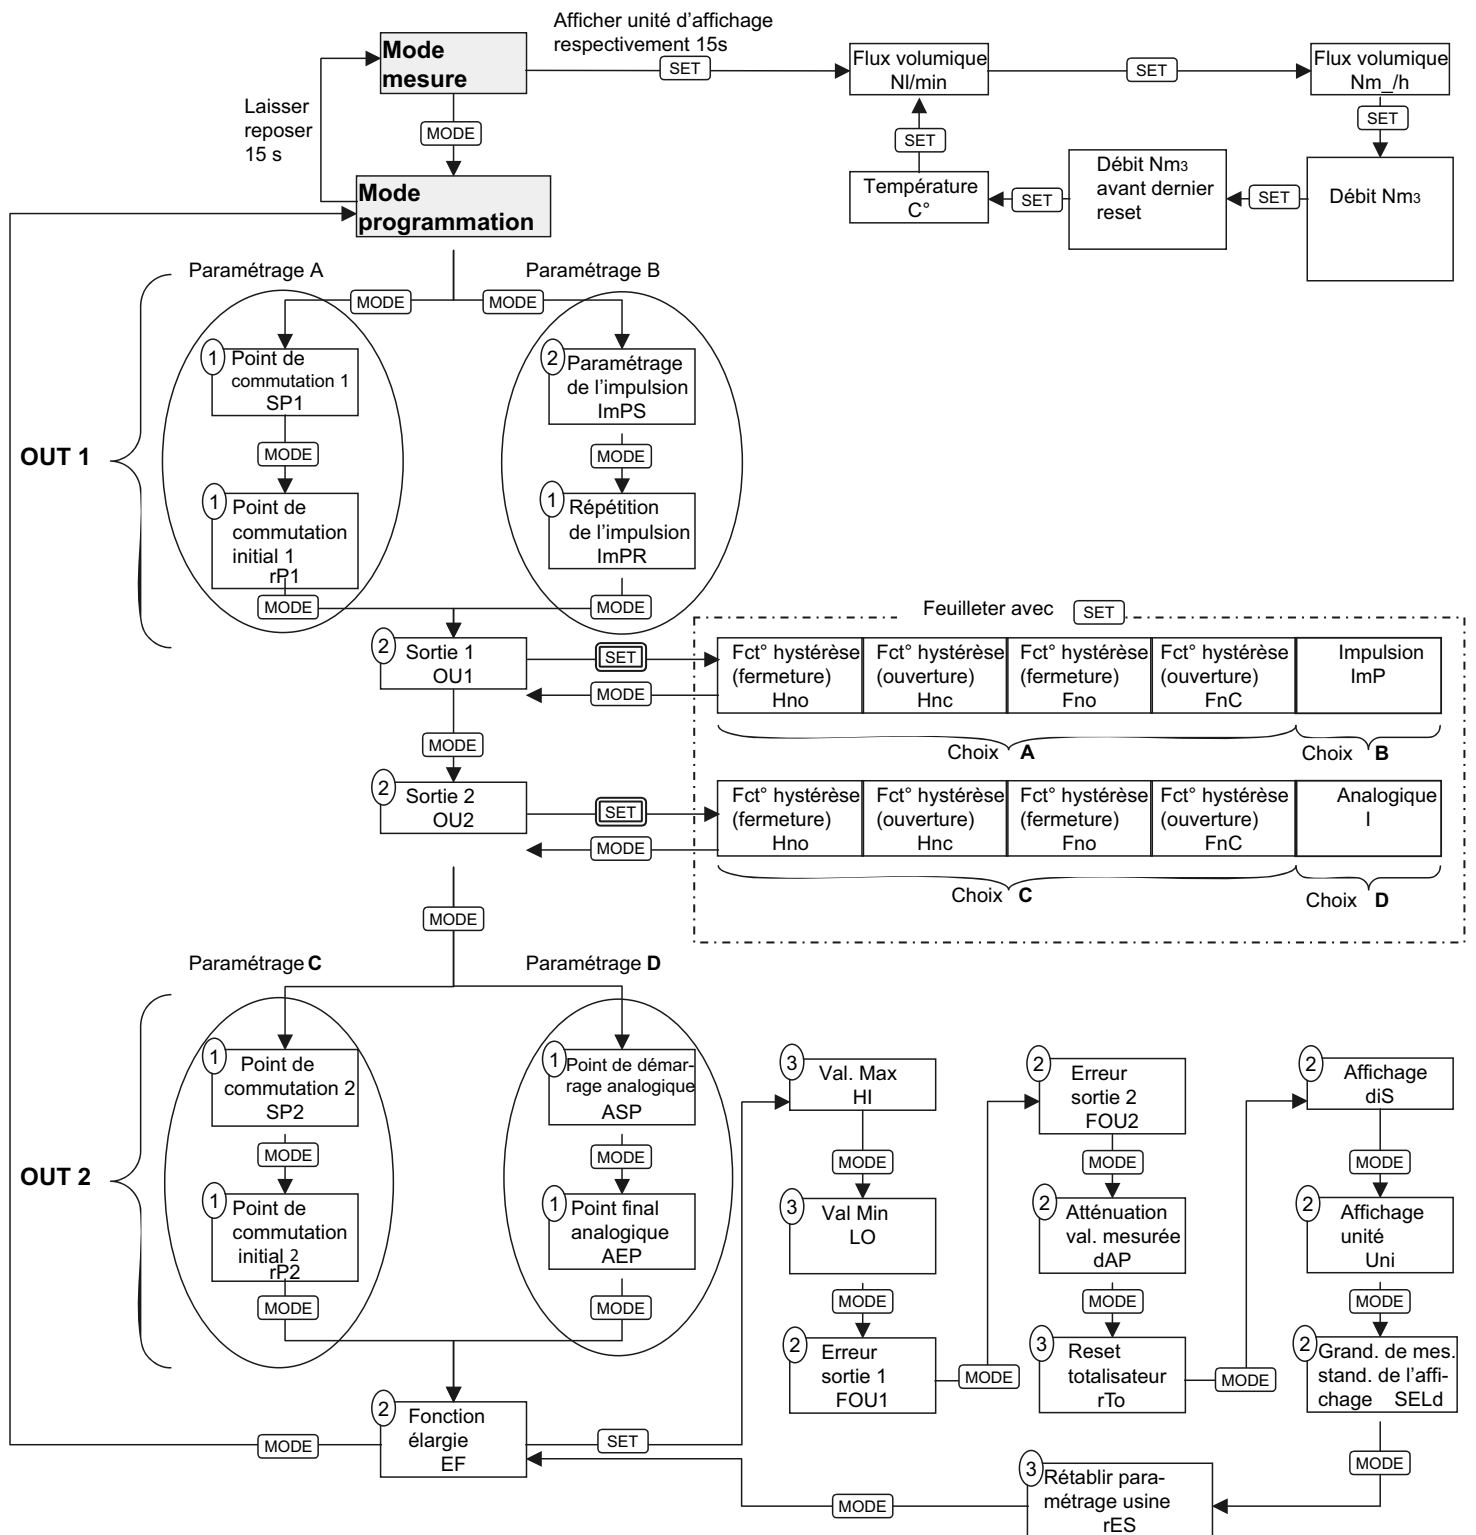 Afficher unité d'affichage
respectivement 15s
Mode
mesure
SET
Flux volumique
Nl/min
SET
Flux volumique
Nm_/h
Laisser
reposer
15 s
MODE
SET
SET
Mode
programmation
Température
C°
SET
Débit Nm3
avant dernier
reset
SET
Débit Nm3
Paramétrage A
Paramétrage B
MODE
MODE
OUT 1
1
Point de
commutation 1
SP1
MODE
1
Point de
commutation
initial 1
rP1
MODE
2
Paramétrage
de l'impulsion
ImPS
MODE
1
Répétition
de l'impulsion
ImPR
MODE
Feuilleter avec
SET
2
Sortie 1
OU1
SET
MODE
Fct° hystérèse
(fermeture)
Hno
Fct° hystérèse
(ouverture)
Hnc
Fct° hystérèse
(fermeture)
Fno
Fct° hystérèse
(ouverture)
FnC
Impulsion
ImP
Choix A
Choix B
MODE
2
Sortie 2
OU2
SET
MODE
Fct° hystérèse
(fermeture)
Hno
Fct° hystérèse
(ouverture)
Hnc
Fct° hystérèse
(fermeture)
Fno
Fct° hystérèse
(ouverture)
FnC
Analogique
I
Choix C
Choix D
MODE
Paramétrage C
Paramétrage D
OUT 2
1
Point de
commutation 2
SP2
MODE
1
Point de
commutation
initial 2
rP2
MODE
1
Point de démar-
rage analogique
ASP
MODE
1
Point final
analogique
AEP
MODE
3
Val. Max
HI
MODE
3
Val Min
LO
MODE
2
Erreur
sortie 1
FOU1
MODE
2
Erreur
sortie 2
FOU2
MODE
2
Atténuation
val. mesurée
dAP
MODE
3
Reset
totalisateur
rTo
MODE
2
Affichage
diS
MODE
2
Affichage
unité
Uni
MODE
2
Grand. de mes.
stand. de l'affi-
chage SELd
MODE
2
Fonction
élargie
EF
MODE
SET
MODE
3
Rétablir para-
métrage usine
rES